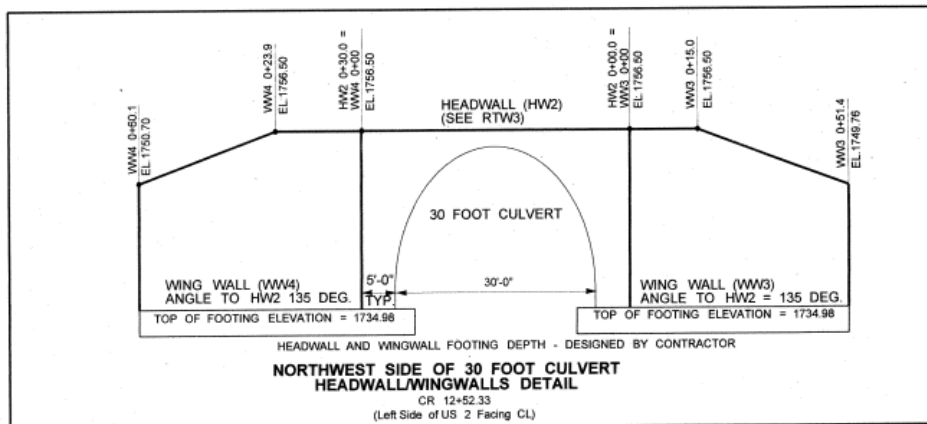 WW4 0+60.1
EL.1750.70
WW4 0+23.9
EL.1756.50
HW2 0+30.0 =
WW4 0+00
EL.1756.50
HEADWALL (HW2)
(SEE RTW3)
HW2 0+00.0 =
WW3 0+00
EL.1756.50
WW3 0+15.0
EL.1756.50
WW3 0+51.4
EL.1749.76
30 FOOT CULVERT
5'-0"
TYP.
30'-0"
WING WALL (WW4)
ANGLE TO HW2 135 DEG.
WING WALL (WW3)
ANGLE TO HW2 = 135 DEG.
TOP OF FOOTING ELEVATION = 1734.98
TOP OF FOOTING ELEVATION = 1734.98
HEADWALL AND WINGWALL FOOTING DEPTH - DESIGNED BY CONTRACTOR
NORTHWEST SIDE OF 30 FOOT CULVERT
HEADWALL/WINGWALLS DETAIL
CR 12+52.33
(Left Side of US 2 Facing CL)